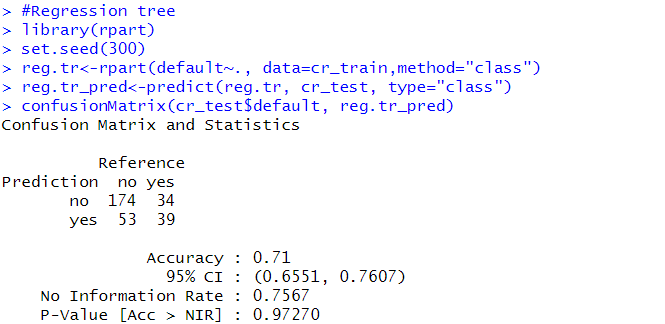 > #Regression tree
> library(rpart)
> set.seed(300)
> reg.tr<-rpart(default~., data=cr_train,method="class")
> reg.tr_pred<-predict(reg.tr, cr_test, type="class")
> confusionMatrix(cr_test$default, reg.tr_pred)
Confusion Matrix and Statistics
Reference
Prediction no yes
no 174 34
yes 53 39
Accuracy : 0.71
95% CI : (0.6551, 0.7607)
No Information Rate : 0.7567
P-Value [Acc > NIR] : 0.97270